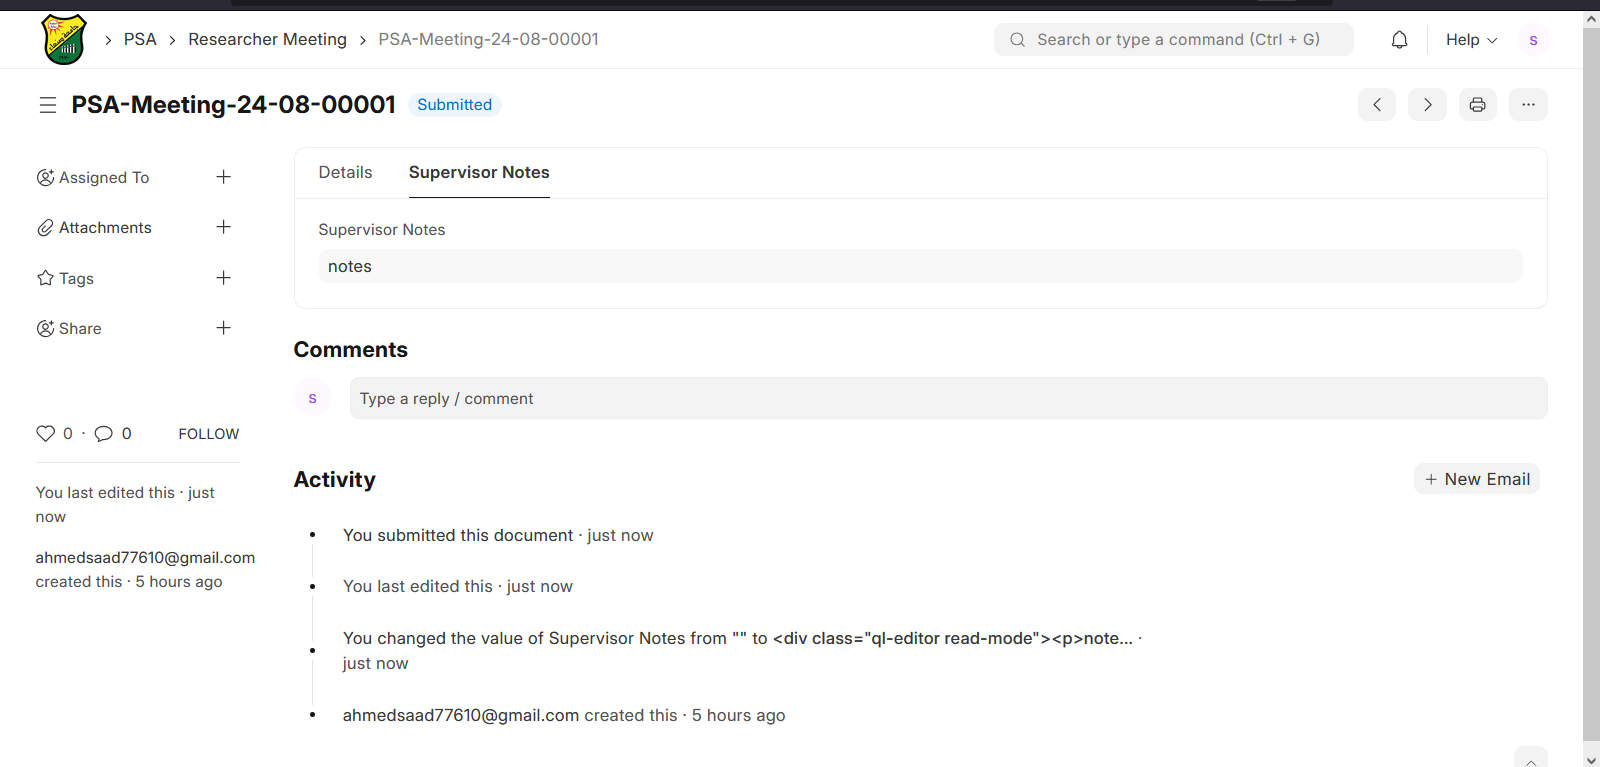 PSA
Researcher Meeting
PSA-Meeting-24-08-00001
Search or type a command (Ctrl + G)
Help
S
PSA-Meeting-24-08-00001
Submitted
Assigned To
Attachments
Tags
Share
0 · 0
FOLLOW
You last edited this · just
now
ahmedsaad77610@gmail.com
created this · 5 hours ago
Details
Supervisor Notes
Supervisor Notes
notes
Comments
S
Type a reply / comment
Activity
New Email
You submitted this document · just now
You last edited this · just now
You changed the value of Supervisor Notes from "" to <div class="ql-editor read-mode"><p>note... ·
just now
ahmedsaad77610@gmail.com created this · 5 hours ago